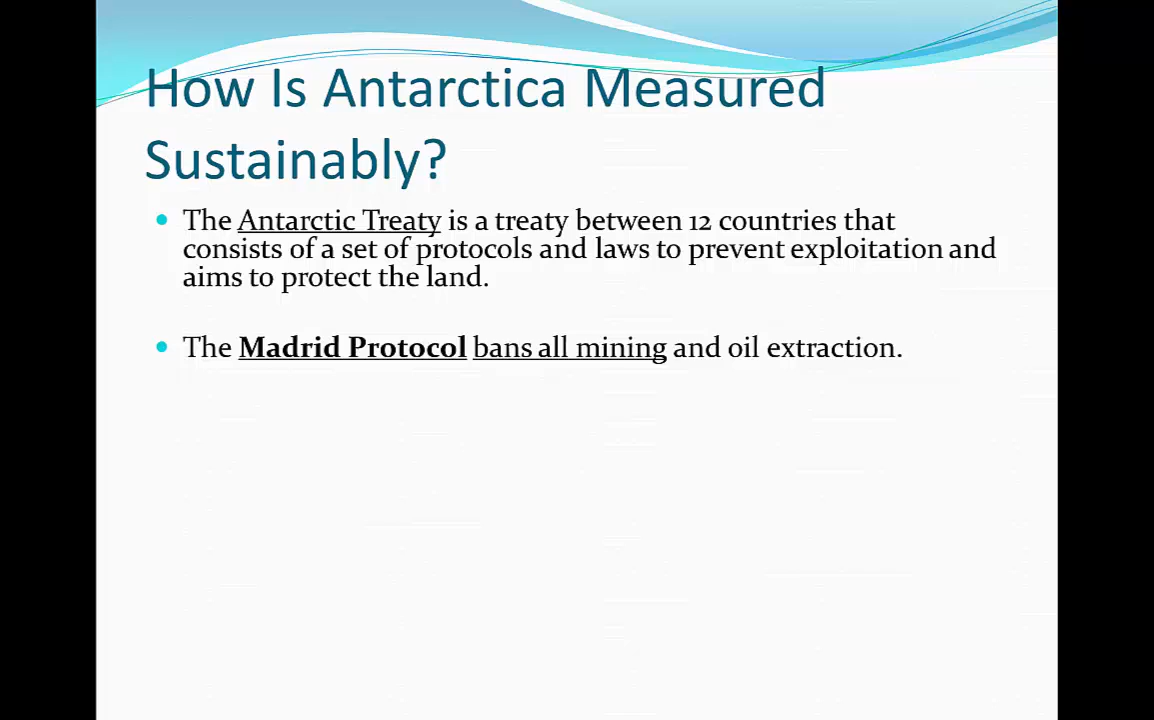 How Is Antarctica Measured
Sustainably?
The Antarctic Treaty is a treaty between 12 countries that
consists of a set of protocols and laws to prevent exploitation and
aims to protect the land.
The Madrid Protocol bans all mining and oil extraction.